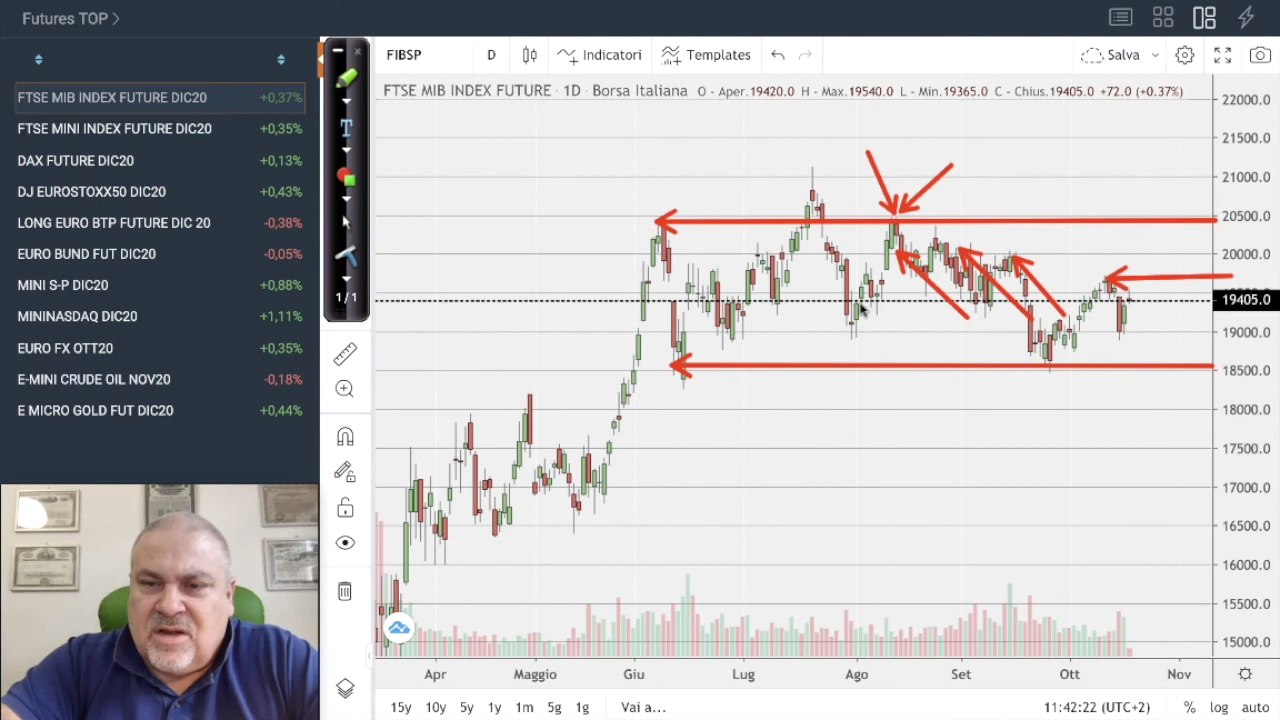 Futures TOP
FTSE MIB INDEX FUTURE DIC20 +0,37%
FTSE MINI INDEX FUTURE DIC20 +0,35%
DAX FUTURE DIC20 +0,13%
DJ EUROSTOXX50 DIC20 +0,43%
LONG EURO BTP FUTURE DIC 20 -0,38%
EURO BUND FUT DIC20 -0,05%
MINI S-P DIC20 +0,88%
MININASDAQ DIC20 +1,11%
EURO FX OTT20 +0,35%
E-MINI CRUDE OIL NOV20 -0,18%
E MICRO GOLD FUT DIC20 +0,44%
T
1/1
FIBSP D Indicatori Templates Salva
FTSE MIB INDEX FUTURE · 1D · Borsa Italiana O - Aper.19420.0 H - Max.19540.0 L - Min.19365.0 C - Chius.19405.0 +72.0 (+0.37%)
22000.0
21500.0
21000.0
20500.0
20000.0
19405.0
19000.0
18500.0
18000.0
17500.0
17000.0
16500.0
16000.0
15500.0
15000.0
Apr Maggio Giu Lug Ago Set Ott Nov
15y 10y 5y 1y 1m 5g 1g Vai a... 11:42:22 (UTC+2) % log auto